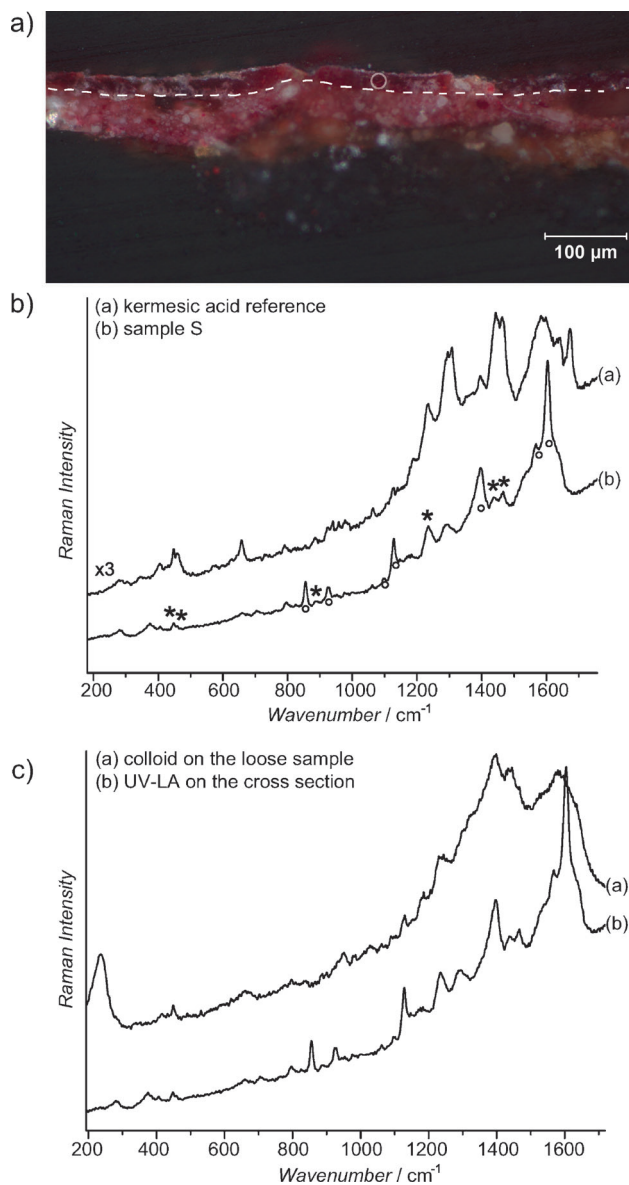 a)
100 µm
b)
(a) kermesic acid reference
(b) sample S
(a)
(b)
x3
* * * * * *
Raman Intensity
200 400 600 800 1000 1200 1400 1600
Wavenumber / cm⁻¹
c)
(a) colloid on the loose sample
(b) UV-LA on the cross section
(a)
(b)
Raman Intensity
200 400 600 800 1000 1200 1400 1600
Wavenumber / cm⁻¹